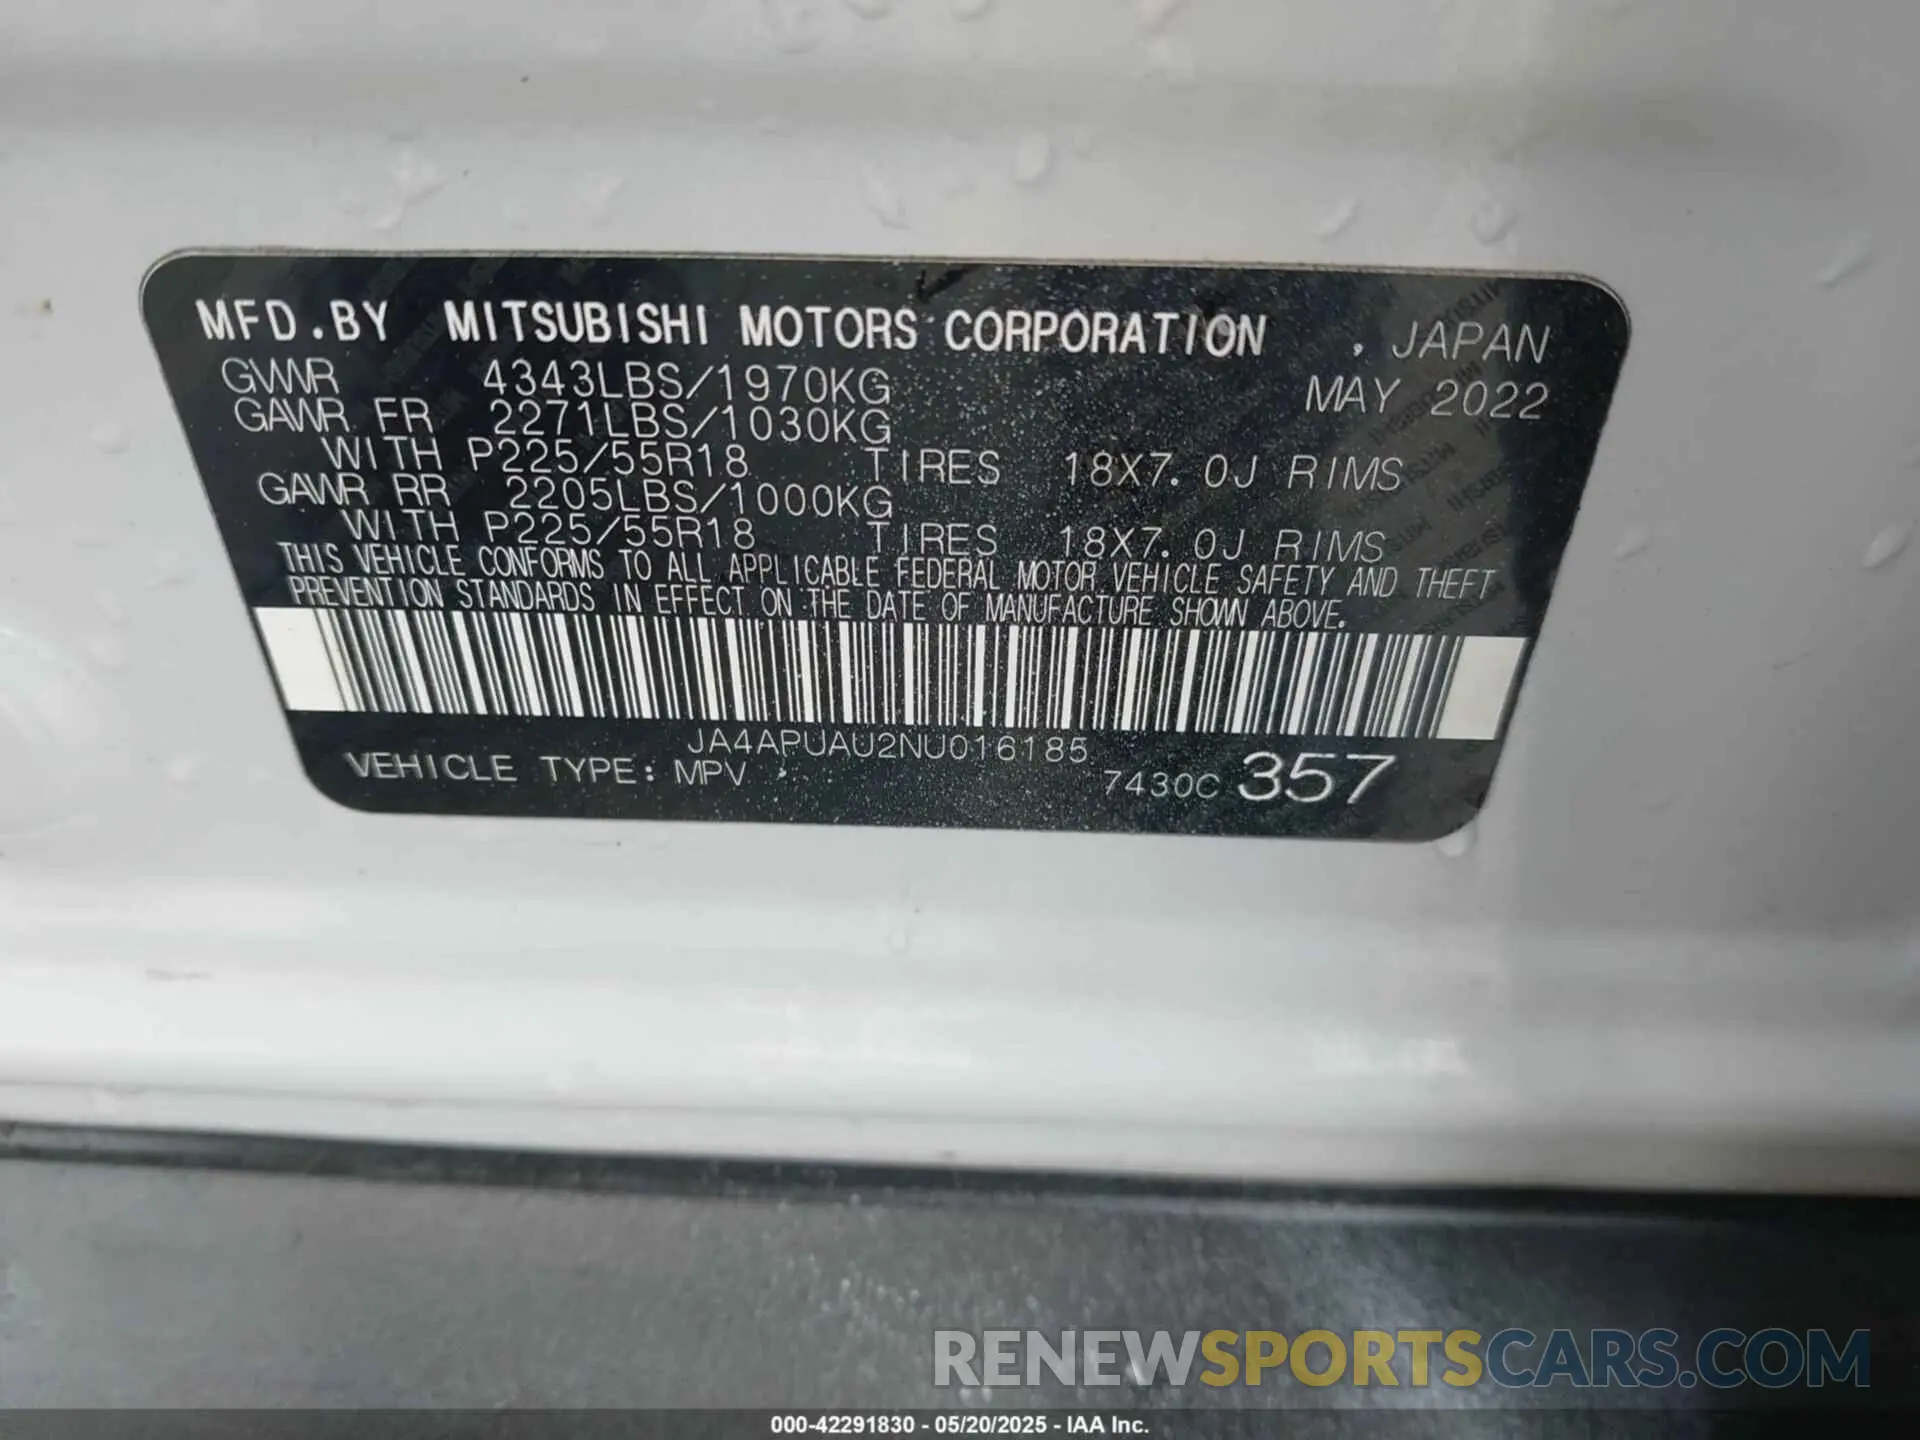 MFD.BY MITSUBISHI MOTORS CORPORATION , JAPAN
GVWR 4343LBS/1970KG MAY 2022
GAWR FR 2271LBS/1030KG
WITH P225/55R18 TIRES 18X7.0J RIMS
GAWR RR 2205LBS/1000KG
WITH P225/55R18 TIRES 18X7.0J RIMS
THIS VEHICLE CONFORMS TO ALL APPLICABLE FEDERAL MOTOR VEHICLE SAFETY AND THEFT
PREVENTION STANDARDS IN EFFECT ON THE DATE OF MANUFACTURE SHOWN ABOVE.
JA4APUAU2NU016185
VEHICLE TYPE: MPV 7430C 357
RENEWSPORTSCARS.COM
000-42291830 - 05/20/2025 - IAA Inc.